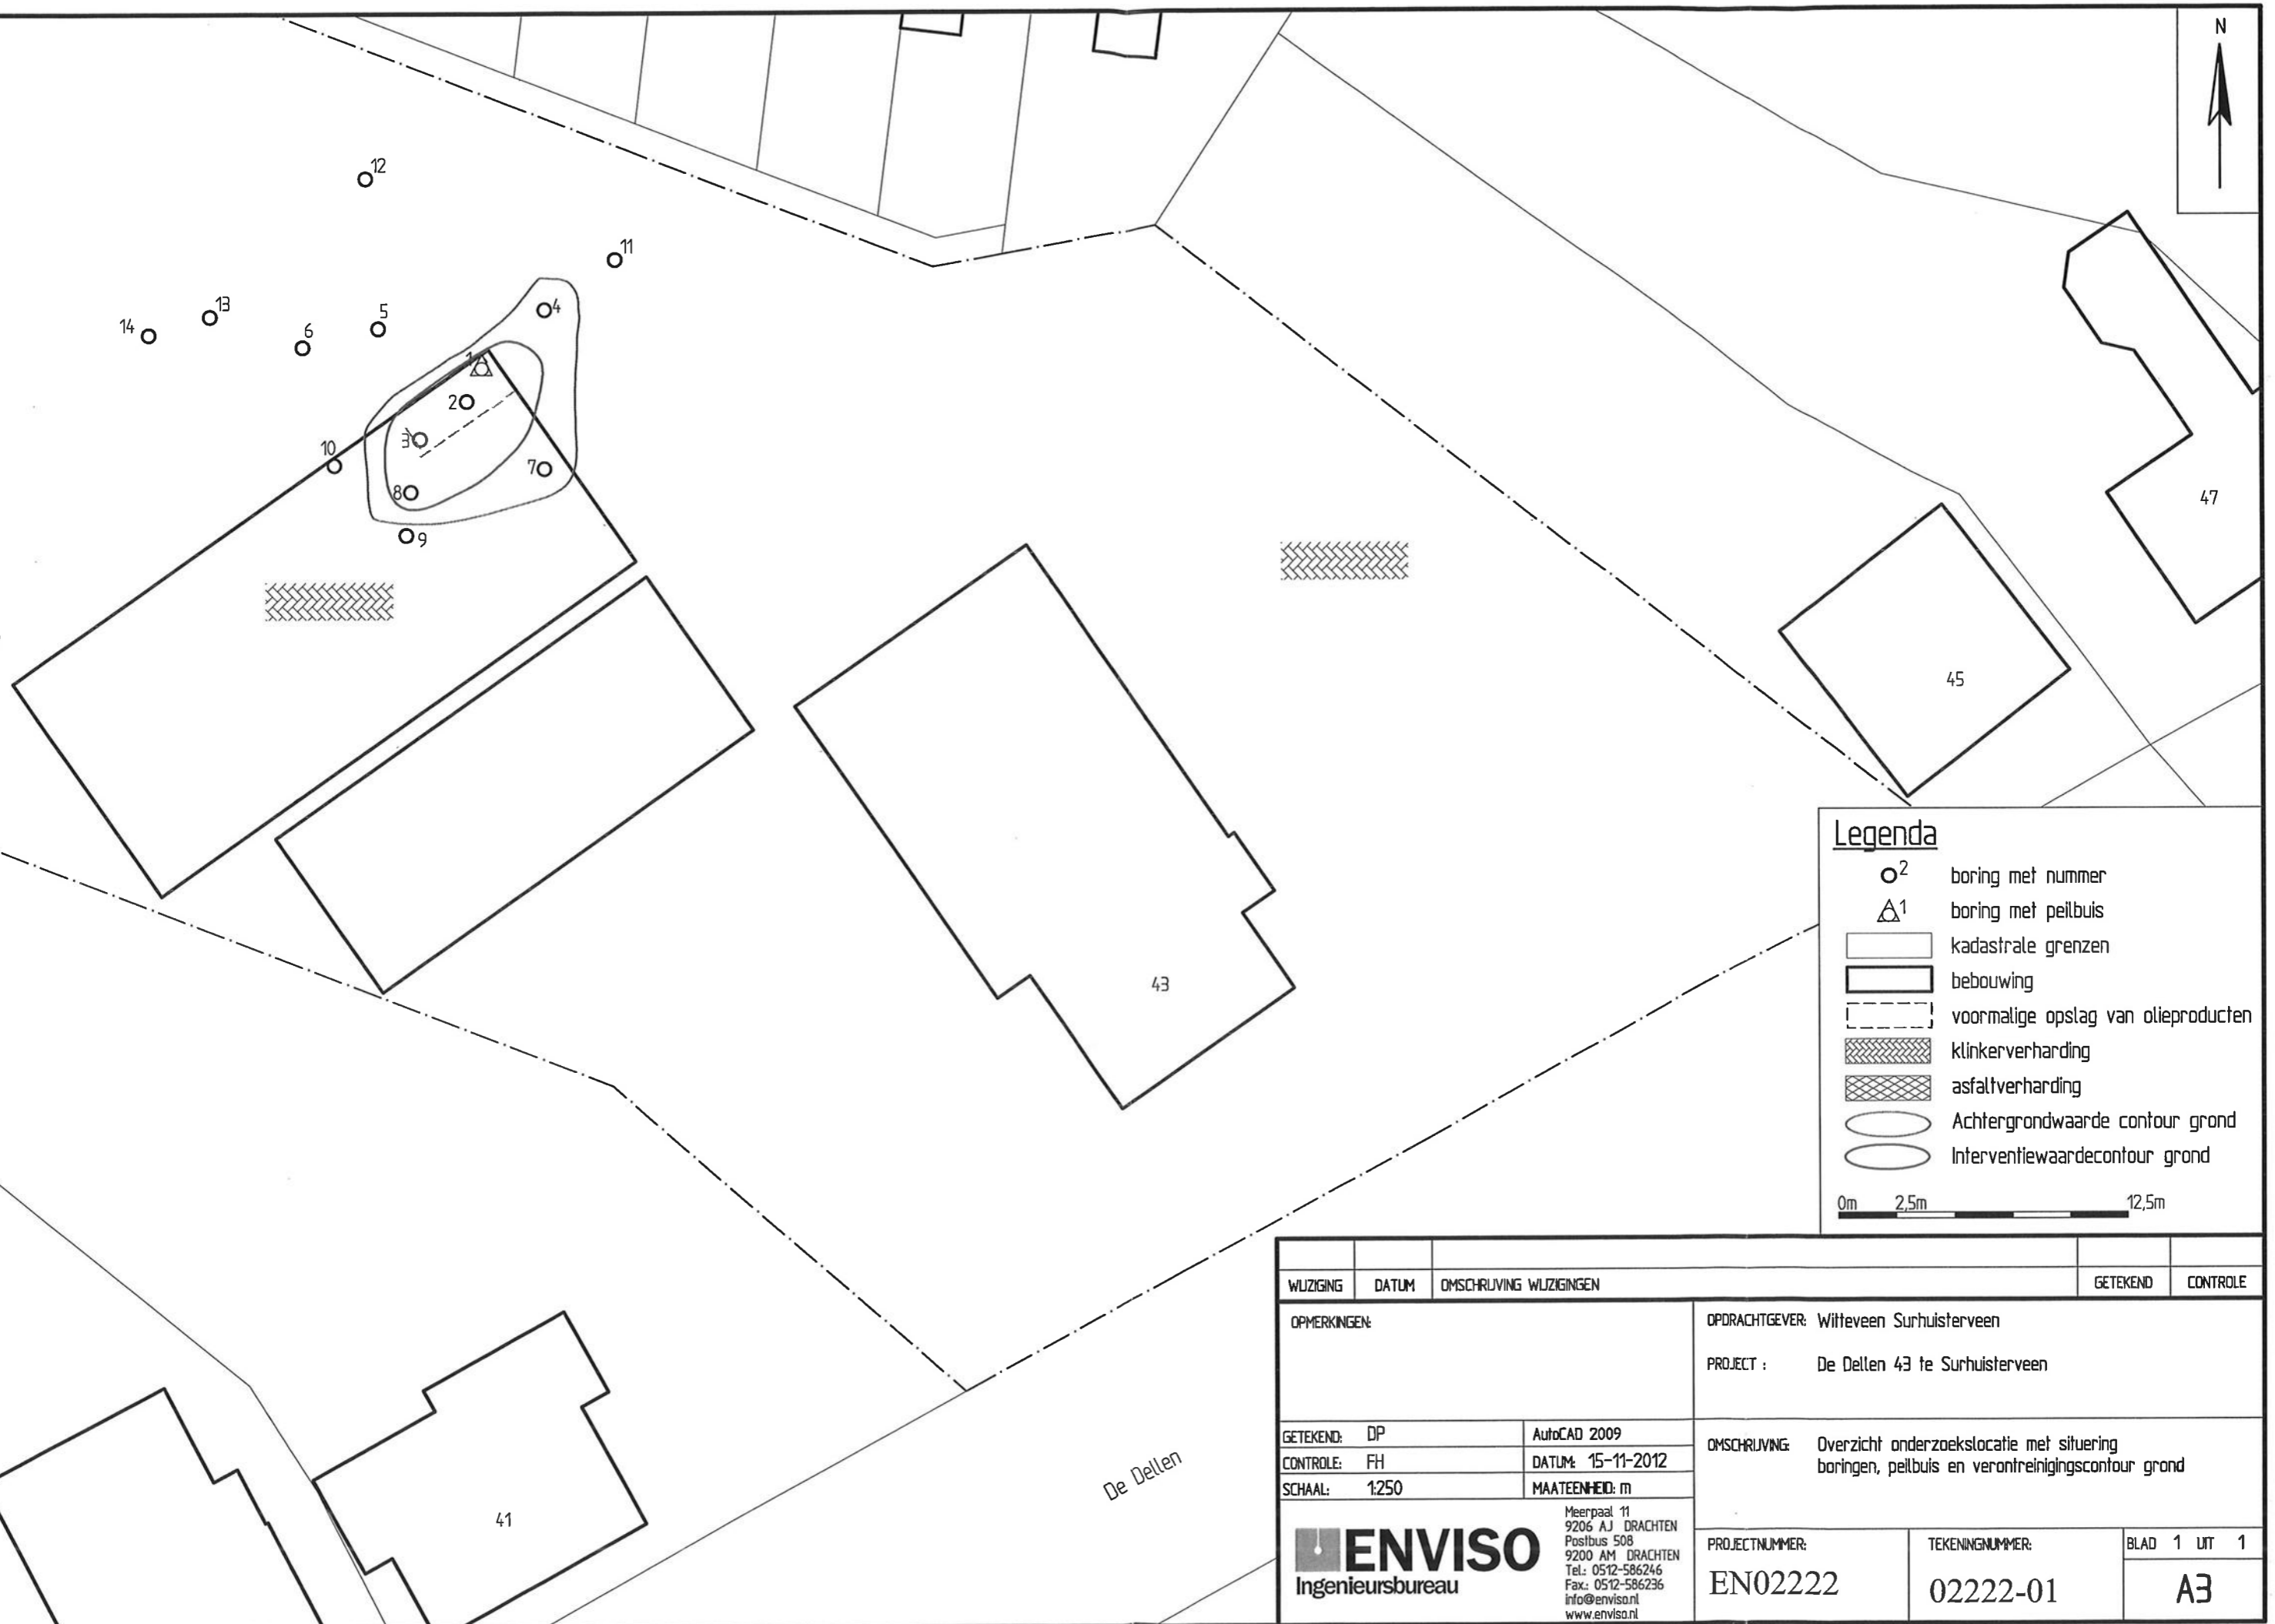 N
12
11
13
14
5
6
4
1
2
3
10
7
8
9
47
45
43
41
De Dellen
Legenda
2 boring met nummer
1 boring met peilbuis
kadastrale grenzen
bebouwing
voormalige opslag van olieproducten
klinkerverharding
asfaltverharding
Achtergrondwaarde contour grond
Interventiewaardecontour grond
0m 2,5m 12,5m
WIJZIGING DATUM OMSCHRIJVING WIJZIGINGEN GETEKEND CONTROLE
OPMERKINGEN:
OPDRACHTGEVER: Witteveen Surhuisterveen
PROJECT : De Dellen 43 te Surhuisterveen
GETEKEND: DP AutoCAD 2009
CONTROLE: FH DATUM: 15-11-2012
SCHAAL: 1:250 MAATEENHEID: m
OMSCHRIJVING: Overzicht onderzoekslocatie met situering
boringen, peilbuis en verontreinigingscontour grond
ENVISO
Ingenieursbureau
Meerpaal 11
9206 AJ DRACHTEN
Postbus 508
9200 AM DRACHTEN
Tel.: 0512-586246
Fax.: 0512-586236
info@enviso.nl
www.enviso.nl
PROJECTNUMMER:
EN02222
TEKENINGNUMMER:
02222-01
BLAD 1 UIT 1
A3